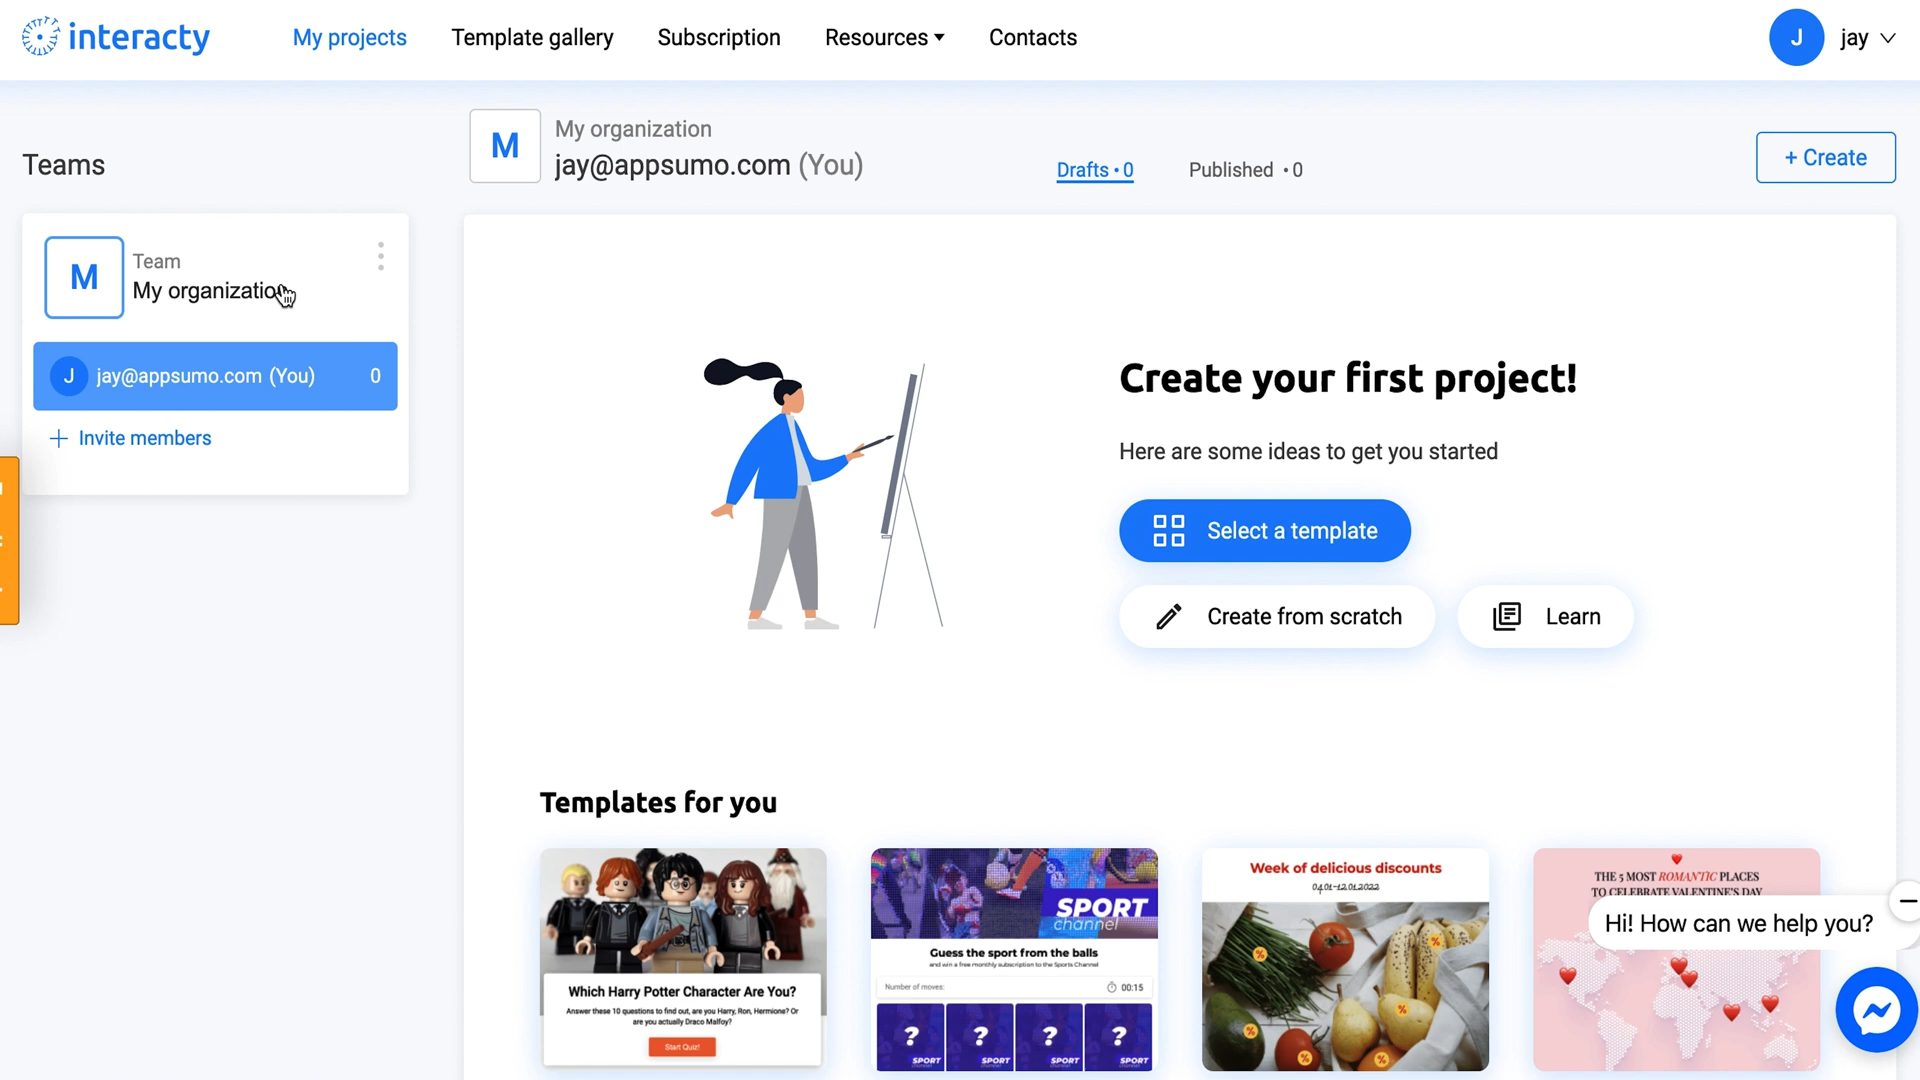 interacty
My projects
Template gallery
Subscription
Resources
Contacts
J
jay
Teams
M
My organization
jay@appsumo.com (You)
Drafts • 0
Published • 0
+ Create
M
Team
My organization
J
jay@appsumo.com (You)
0
Invite members
Create your first project!
Here are some ideas to get you started
Select a template
Create from scratch
Learn
Templates for you
Which Harry Potter Character Are You?
Answer these 10 questions to find out, are you Harry, Ron, Hermione? Or
are you actually Draco Malfoy?
Start Quiz!
SPORT
channel
Guess the sport from the balls
and win a free monthly subscription to the Sports Channel
Number of moves:
00:15
? ? ? ?
SPORT SPORT SPORT SPORT
channel channel channel channel
Week of delicious discounts
04.01-12.01.2022
% % % % % %
THE 5 MOST ROMANTIC PLACES
TO CELEBRATE VALENTINE'S DAY
Hi! How can we help you?